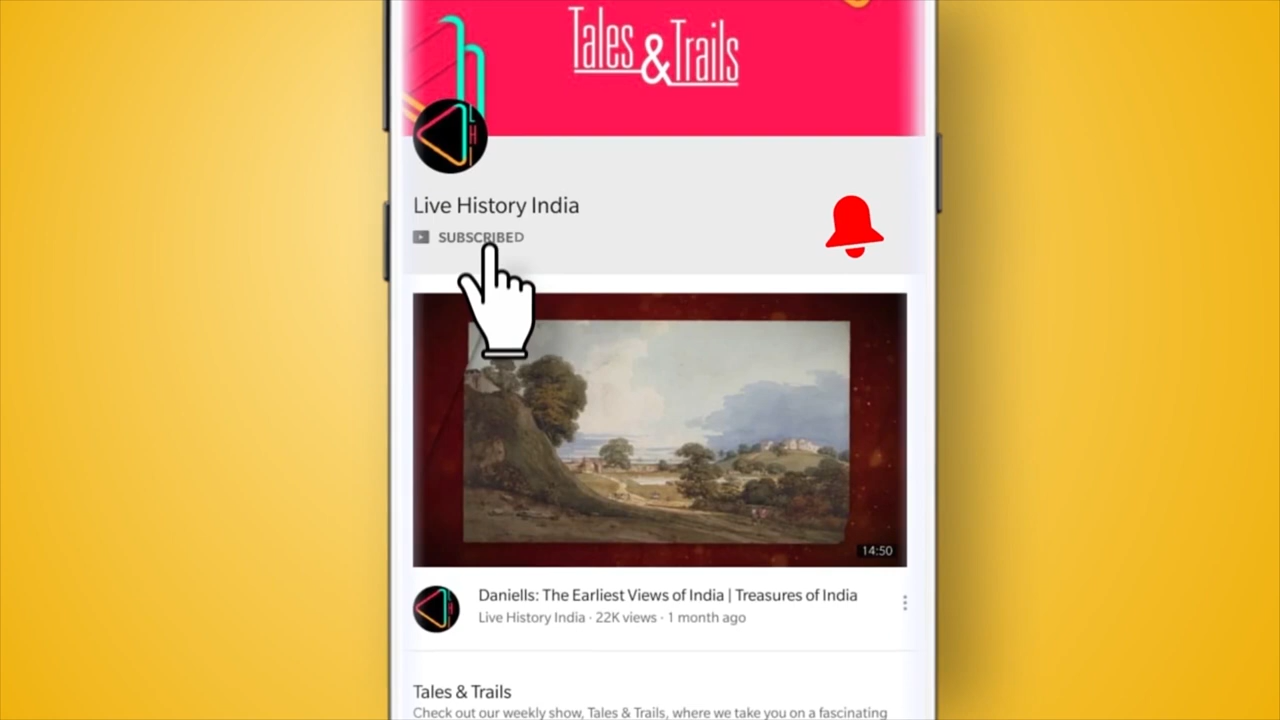 Tales & Trails
Live History India
SUBSCRIBED
14:50
Daniells: The Earliest Views of India | Treasures of India
Live History India · 22K views · 1 month ago
Tales & Trails
Check out our weekly show, Tales & Trails, where we take you on a fascinating